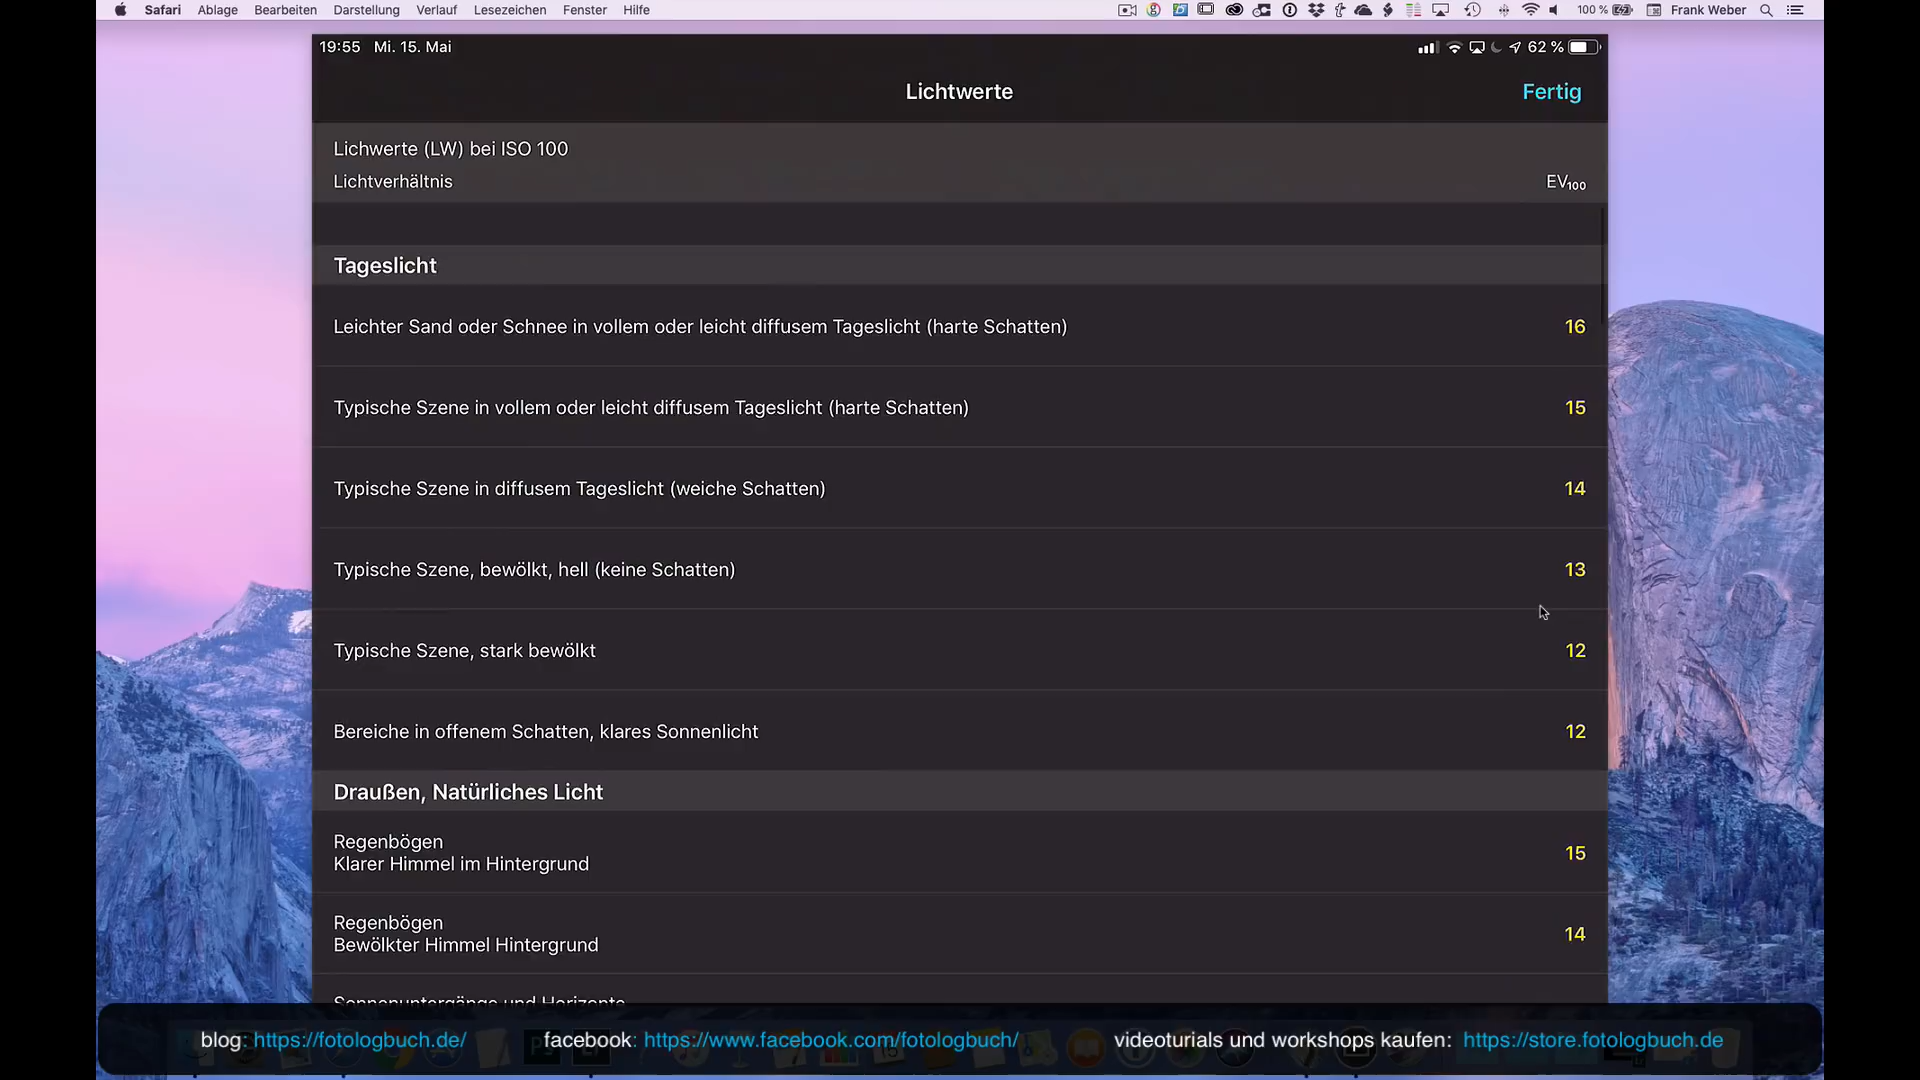 Safari Ablage Bearbeiten Darstellung Verlauf Lesezeichen Fenster Hilfe 100 % Frank Weber
19:55 Mi. 15. Mai 62 %
Lichtwerte Fertig
Lichwerte (LW) bei ISO 100
Lichtverhältnis EV₁₀₀
Tageslicht
Leichter Sand oder Schnee in vollem oder leicht diffusem Tageslicht (harte Schatten) 16
Typische Szene in vollem oder leicht diffusem Tageslicht (harte Schatten) 15
Typische Szene in diffusem Tageslicht (weiche Schatten) 14
Typische Szene, bewölkt, hell (keine Schatten) 13
Typische Szene, stark bewölkt 12
Bereiche in offenem Schatten, klares Sonnenlicht 12
Draußen, Natürliches Licht
Regenbögen
Klarer Himmel im Hintergrund 15
Regenbögen
Bewölkter Himmel Hintergrund 14
Sonnenuntergänge und Horizonte
blog: https://fotologbuch.de/ facebook: https://www.facebook.com/fotologbuch/ videoturials und workshops kaufen: https://store.fotologbuch.de